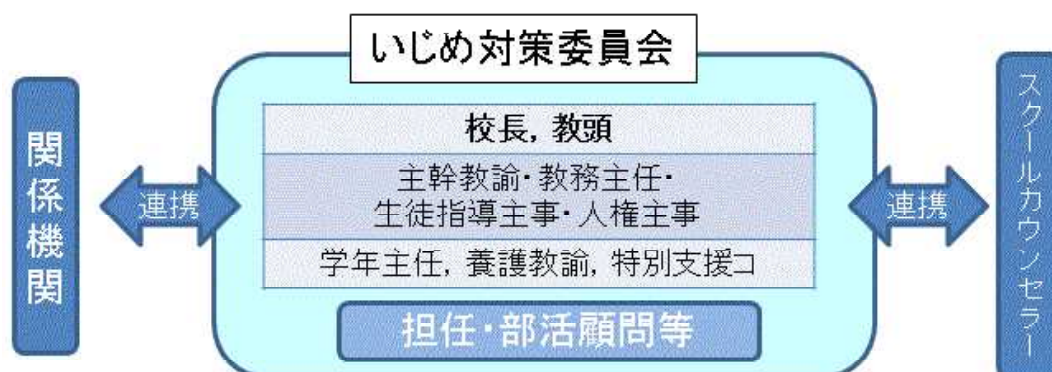 いじめ対策委員会
関係機関
連携
校長, 教頭
主幹教諭・教務主任・
生徒指導主事・人権主事
学年主任, 養護教諭, 特別支援コ
担任・部活顧問等
連携
スクールカウンセラー